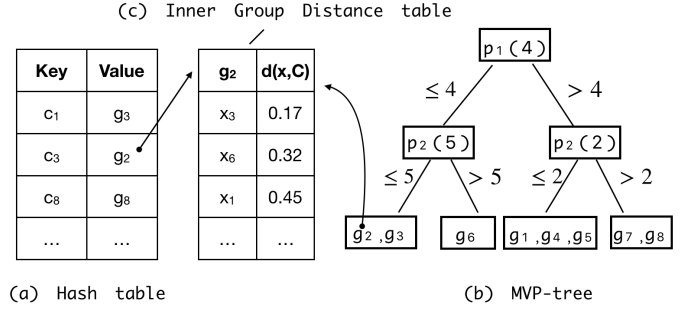 (c) Inner Group Distance table
Key Value
c1 g3
c3 g2
c8 g8
... ...
g2 d(x,C)
x3 0.17
x6 0.32
x1 0.45
... ...
p1(4)
≤ 4 > 4
p2(5) p2(2)
≤ 5 > 5 ≤ 2 > 2
g2,g3 g6 g1,g4,g5 g7,g8
(a) Hash table
(b) MVP-tree